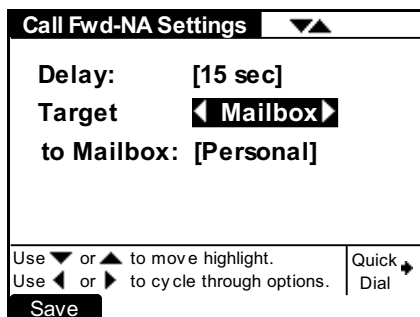 Call Fwd-NA Settings ▼▲
Delay: [15 sec]
Target ◀ Mailbox ▶
to Mailbox: [Personal]
Use ▼ or ▲ to move highlight.
Use ◀ or ▶ to cycle through options.
Quick
Dial
Save